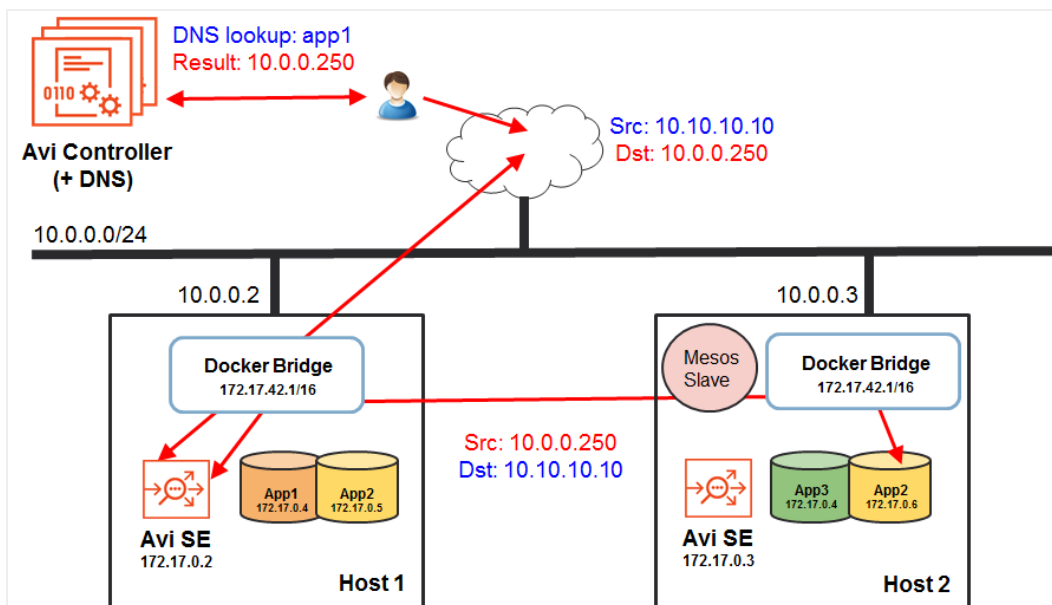 DNS lookup: app1
Result: 10.0.0.250
0110
Avi Controller
(+ DNS)
Src: 10.10.10.10
Dst: 10.0.0.250
10.0.0.0/24
10.0.0.2
10.0.0.3
Docker Bridge
172.17.42.1/16
Mesos
Slave
Docker Bridge
172.17.42.1/16
Src: 10.0.0.250
Dst: 10.10.10.10
App1
172.17.0.4
App2
172.17.0.5
Avi SE
172.17.0.2
Host 1
App3
172.17.0.4
App2
172.17.0.6
Avi SE
172.17.0.3
Host 2